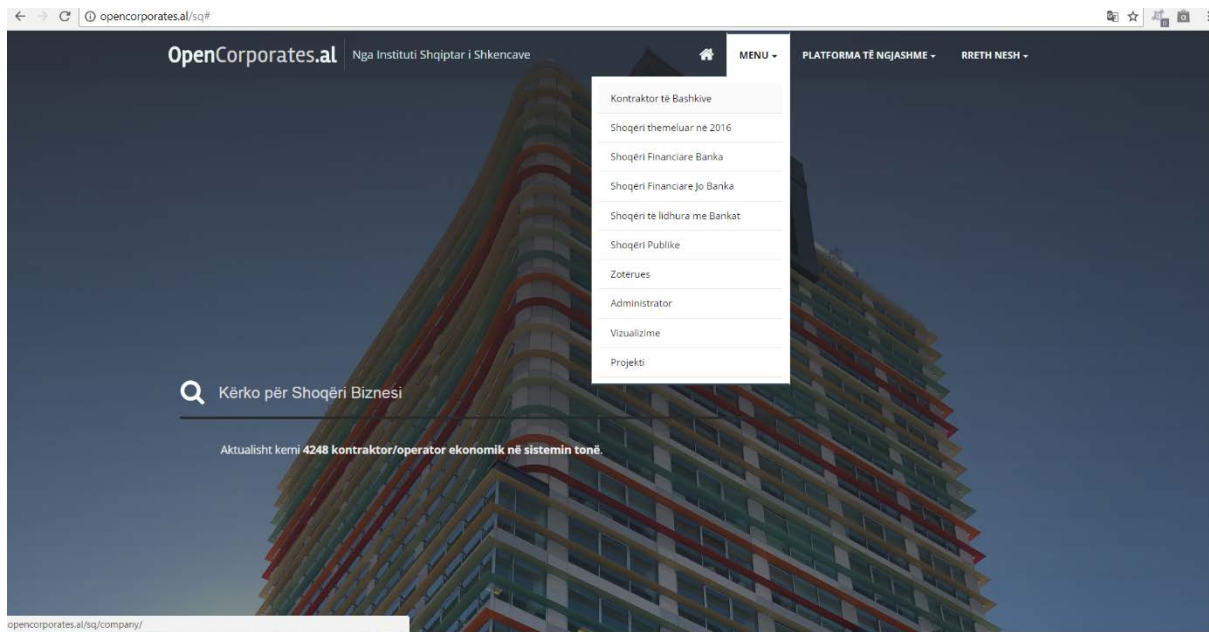 opencorporates.al/sq#
OpenCorporates.al
Nga Instituti Shqiptar i Shkencave
MENU
PLATFORMA TË NGJASHME
RRETH NESH
Kontraktor të Bashkive
Shoqëri themeluar në 2016
Shoqëri Financiare Banka
Shoqëri Financiare Jo Banka
Shoqëri të lidhura me Bankat
Shoqëri Publike
Zotërues
Administrator
Vizualizime
Projekti
Kërko për Shoqëri Biznesi
Aktualisht kemi 4248 kontraktor/operator ekonomik në sistemin tonë.
opencorporates.al/sq/company/